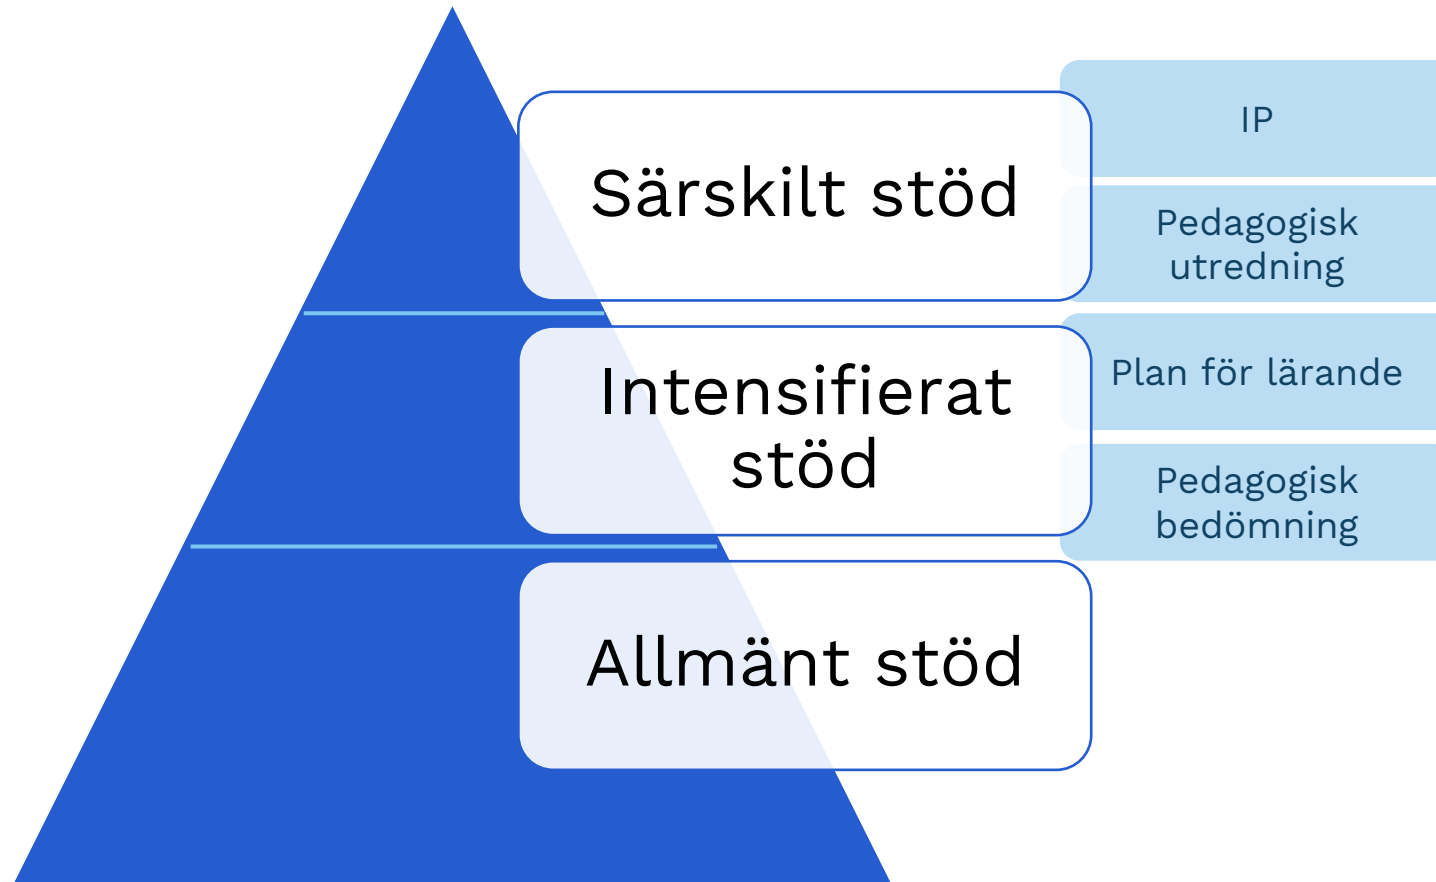 Särskilt stöd
IP
Pedagogisk
utredning
Intensifierat
stöd
Plan för lärande
Pedagogisk
bedömning
Allmänt stöd